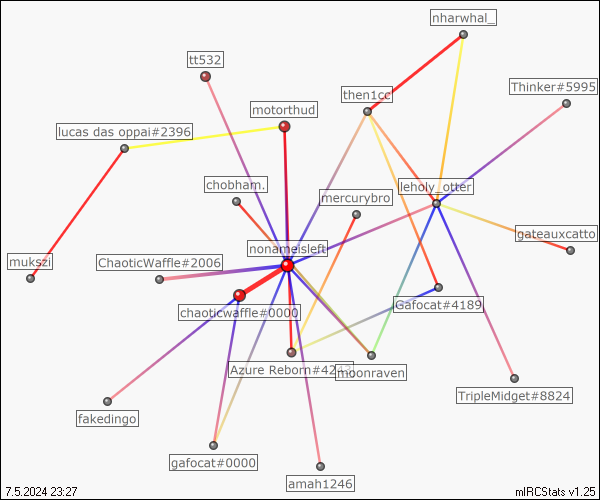 nharwhal_
tt532
Thinker#5995
then1cc
motorthud
lucas das oppai#2396
chobharn.
leholy_otter
mercurybro
gateauxcatto
nonameisleft
mukszi
ChaoticWaffle#2006
Gafocat#4189
chaoticwaffle#0000
Azure Reborn#42
moonraven
TripleMidget#8824
fakedingo
gafocat#0000
amah1246
7.5.2024 23:27
mIRCStats v1.25